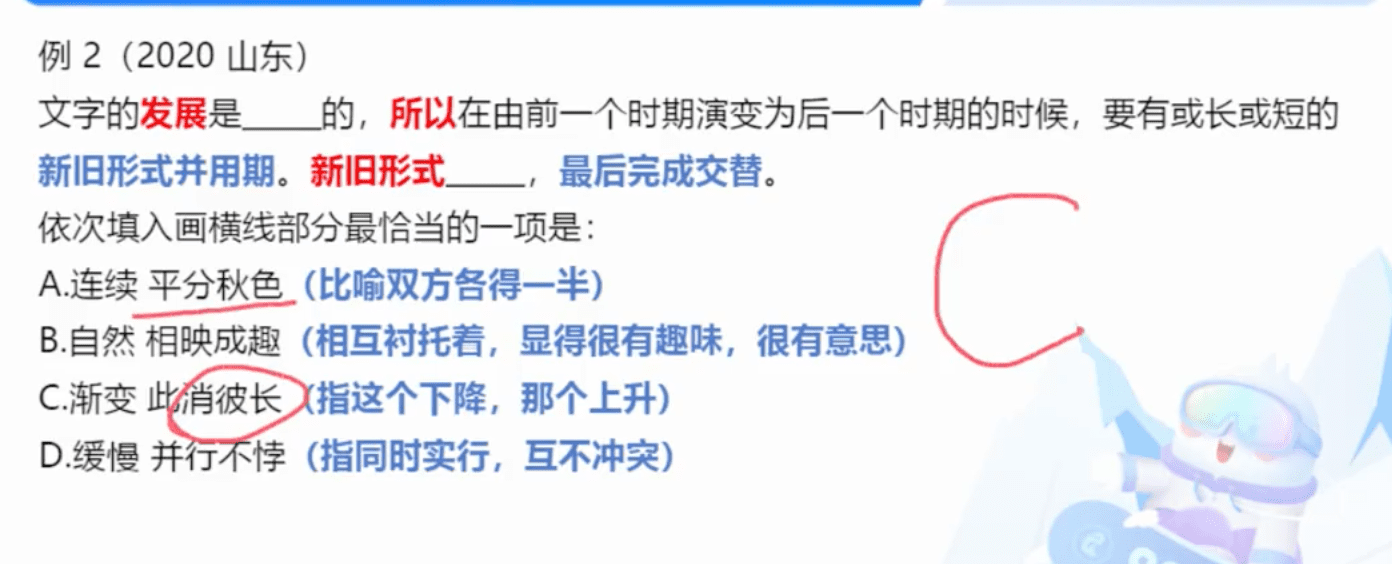 例 2（2020 山东）
文字的发展是_____的，所以在由前一个时期演变为后一个时期的时候，要有或长或短的
新旧形式并用期。新旧形式_____，最后完成交替。
依次填入画横线部分最恰当的一项是：
A.连续 平分秋色（比喻双方各得一半）
B.自然 相映成趣（相互衬托着，显得很有趣味，很有意思）
C.渐变 此消彼长（指这个下降，那个上升）
D.缓慢 并行不悖（指同时实行，互不冲突）
C